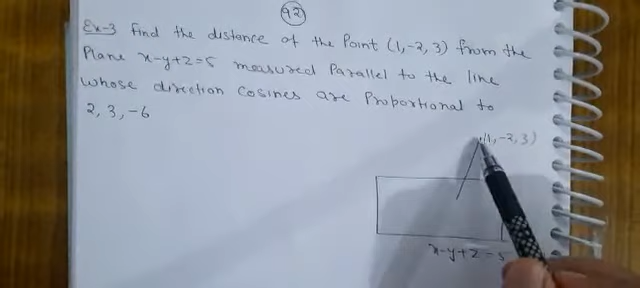 92
Ex-3 Find the distance of the Point (1,-2,3) from the
Plane x-y+z=5 measured Parallel to the line
whose direction cosines are Proportional to
2, 3, -6
(1,-2,3)
x-y+z=5